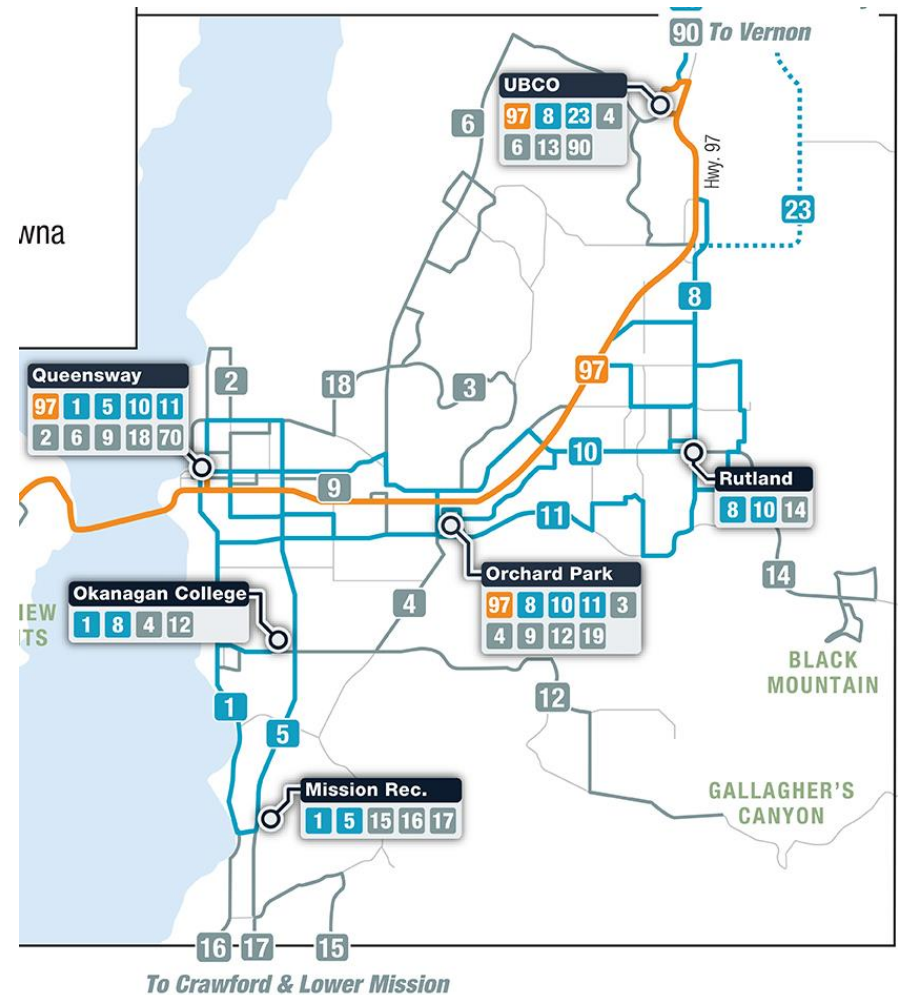 90 To Vernon
UBCO
97 8 23 4
6 13 90
6
Hwy. 97
23
wna
8
97
Queensway
97 1 5 10 11
2 6 9 18 70
2
18
3
10
9
Rutland
8 10 14
11
14
Orchard Park
97 8 10 11 3
4 9 12 19
Okanagan College
1 8 4 12
4
IEW
TS
BLACK
MOUNTAIN
12
1
5
Mission Rec.
1 5 15 16 17
GALLAGHER'S
CANYON
16 17 15
To Crawford & Lower Mission